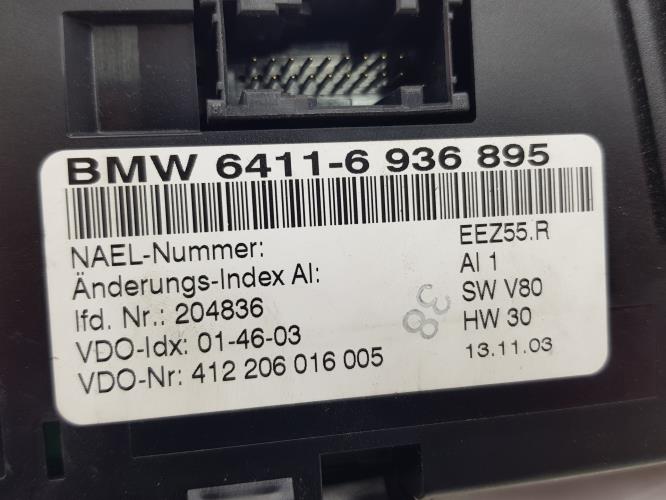 BMW 6411-6 936 895
NAEL-Nummer: EEZ55.R
Änderungs-Index AI: AI 1
lfd. Nr.: 204836 SW V80
VDO-Idx: 01-46-03 HW 30
VDO-Nr: 412 206 016 005 13.11.03
38